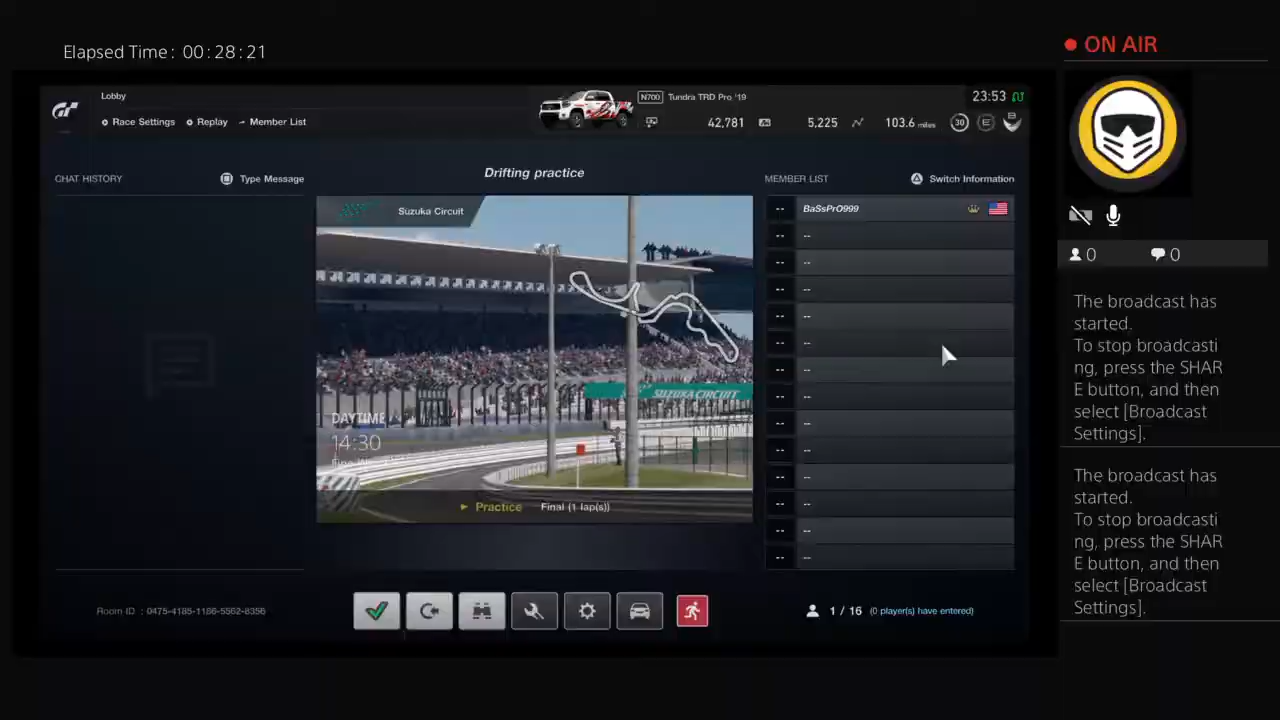 Elapsed Time: 00:28:21
ON AIR
Lobby
Race Settings Replay Member List
N700 Tundra TRD Pro '19
42,781 5,225 103.6 miles 30 E B
23:53
CHAT HISTORY Type Message
Drifting practice
Suzuka Circuit
SUZUKA CIRCUIT
DAYTIME
14:30
Practice Final (1 lap(s))
MEMBER LIST Switch Information
-- BaSsPrO999
-- --
-- --
-- --
-- --
-- --
-- --
-- --
-- --
-- --
-- --
-- --
-- --
-- --
Room ID : 0475-4185-1186-5562-8356
1 / 16 (0 player(s) have entered)
0 0
The broadcast has
started.
To stop broadcasti
ng, press the SHAR
E button, and then
select [Broadcast
Settings].
The broadcast has
started.
To stop broadcasti
ng, press the SHAR
E button, and then
select [Broadcast
Settings].